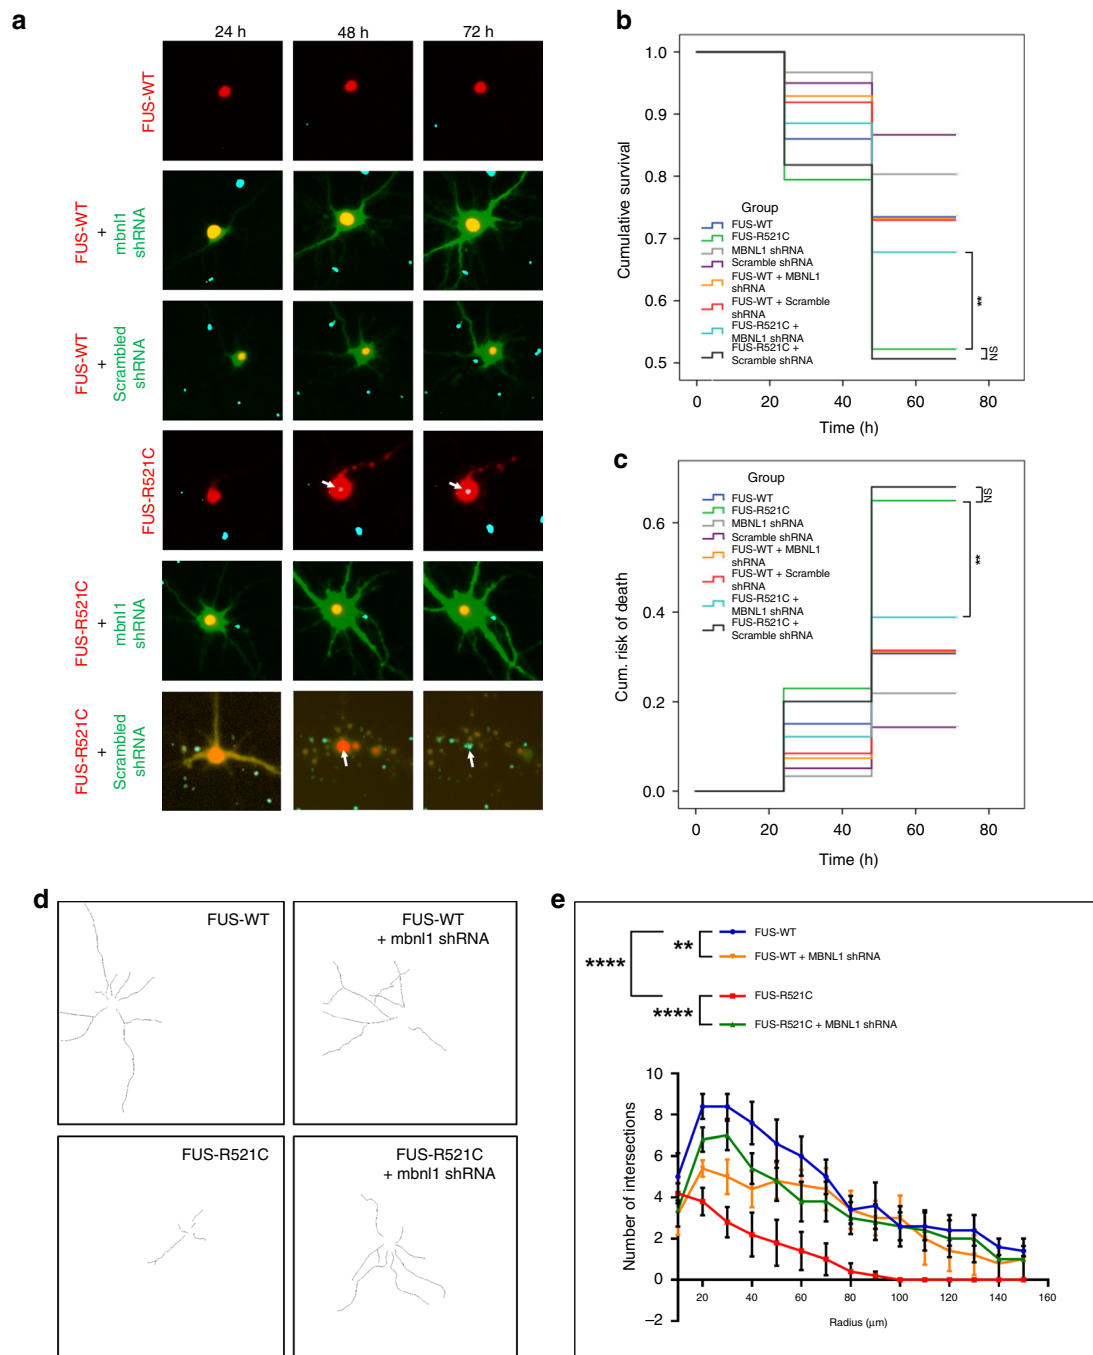 a
24 h 48 h 72 h
FUS-WT
FUS-WT
+
mbnl1
shRNA
FUS-WT
+
Scrambled
shRNA
FUS-R521C
FUS-R521C
+
mbnl1
shRNA
FUS-R521C
+
Scrambled
shRNA
b
Cumulative survival
1.0
0.9
0.8
0.7
0.6
0.5
Group
FUS-WT
FUS-R521C
MBNL1 shRNA
Scramble shRNA
FUS-WT + MBNL1
shRNA
FUS-WT + Scramble
shRNA
FUS-R521C +
MBNL1 shRNA
FUS-R521C +
Scramble shRNA
**
NS
0 20 40 60 80
Time (h)
c
Cum. risk of death
0.6
0.4
0.2
0.0
Group
FUS-WT
FUS-R521C
MBNL1 shRNA
Scramble shRNA
FUS-WT + MBNL1
shRNA
FUS-WT + Scramble
shRNA
FUS-R521C +
MBNL1 shRNA
FUS-R521C +
Scramble shRNA
NS
**
0 20 40 60 80
Time (h)
d
FUS-WT
FUS-WT
+ mbnl1 shRNA
FUS-R521C
FUS-R521C
+ mbnl1 shRNA
e
****
**
FUS-WT
FUS-WT + MBNL1 shRNA
****
FUS-R521C
FUS-R521C + MBNL1 shRNA
Number of intersections
10
8
6
4
2
0
–2
20 40 60 80 100 120 140 160
Radius (μm)